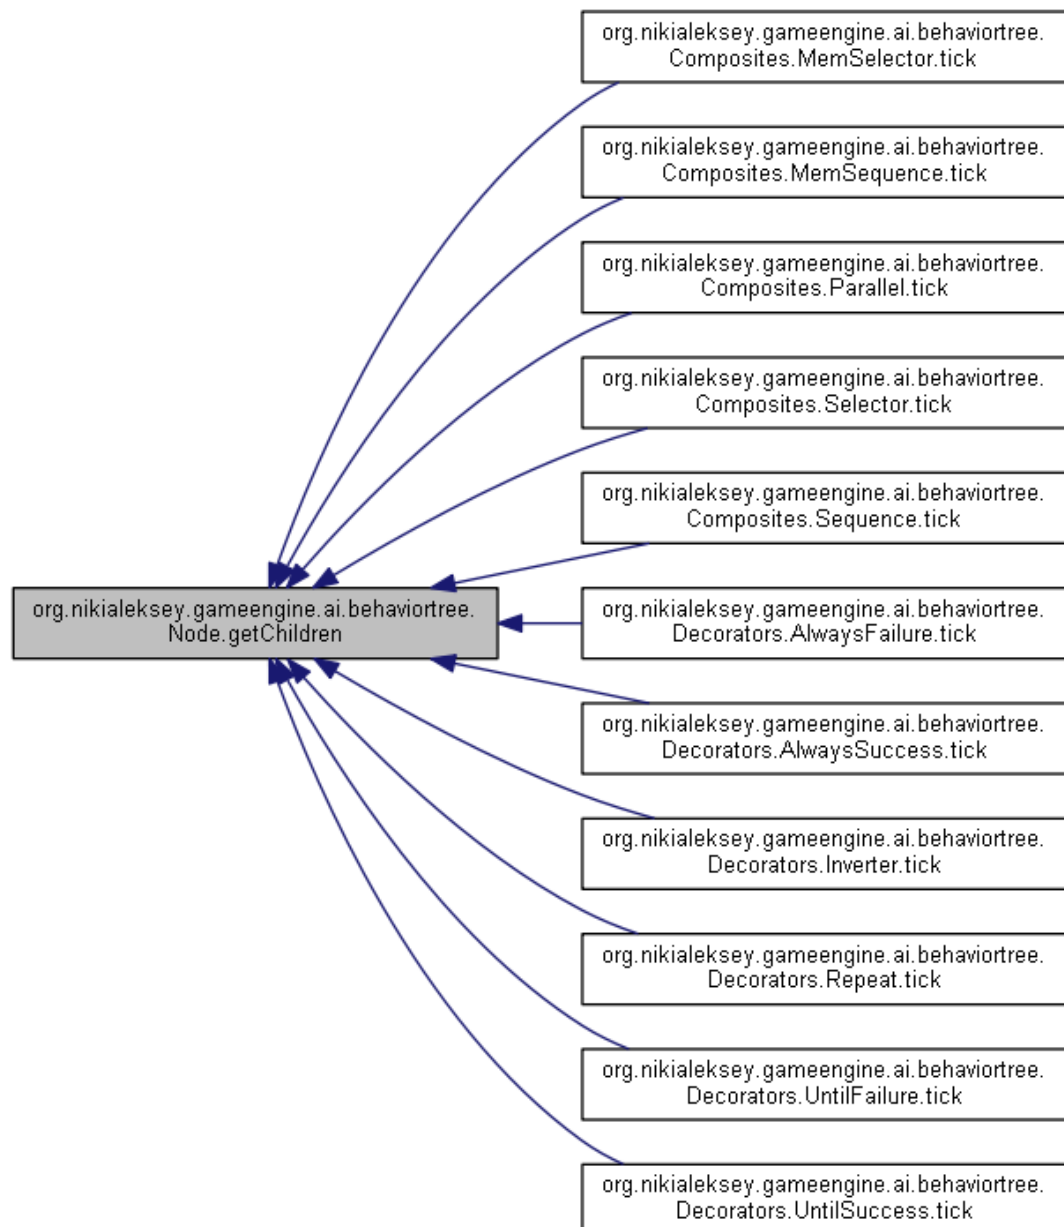 org.nikialeksey.gameengine.ai.behaviortree.
Composites.MemSelector.tick
org.nikialeksey.gameengine.ai.behaviortree.
Composites.MemSequence.tick
org.nikialeksey.gameengine.ai.behaviortree.
Composites.Parallel.tick
org.nikialeksey.gameengine.ai.behaviortree.
Composites.Selector.tick
org.nikialeksey.gameengine.ai.behaviortree.
Composites.Sequence.tick
org.nikialeksey.gameengine.ai.behaviortree.
Node.getChildren
org.nikialeksey.gameengine.ai.behaviortree.
Decorators.AlwaysFailure.tick
org.nikialeksey.gameengine.ai.behaviortree.
Decorators.AlwaysSuccess.tick
org.nikialeksey.gameengine.ai.behaviortree.
Decorators.Inverter.tick
org.nikialeksey.gameengine.ai.behaviortree.
Decorators.Repeat.tick
org.nikialeksey.gameengine.ai.behaviortree.
Decorators.UntilFailure.tick
org.nikialeksey.gameengine.ai.behaviortree.
Decorators.UntilSuccess.tick